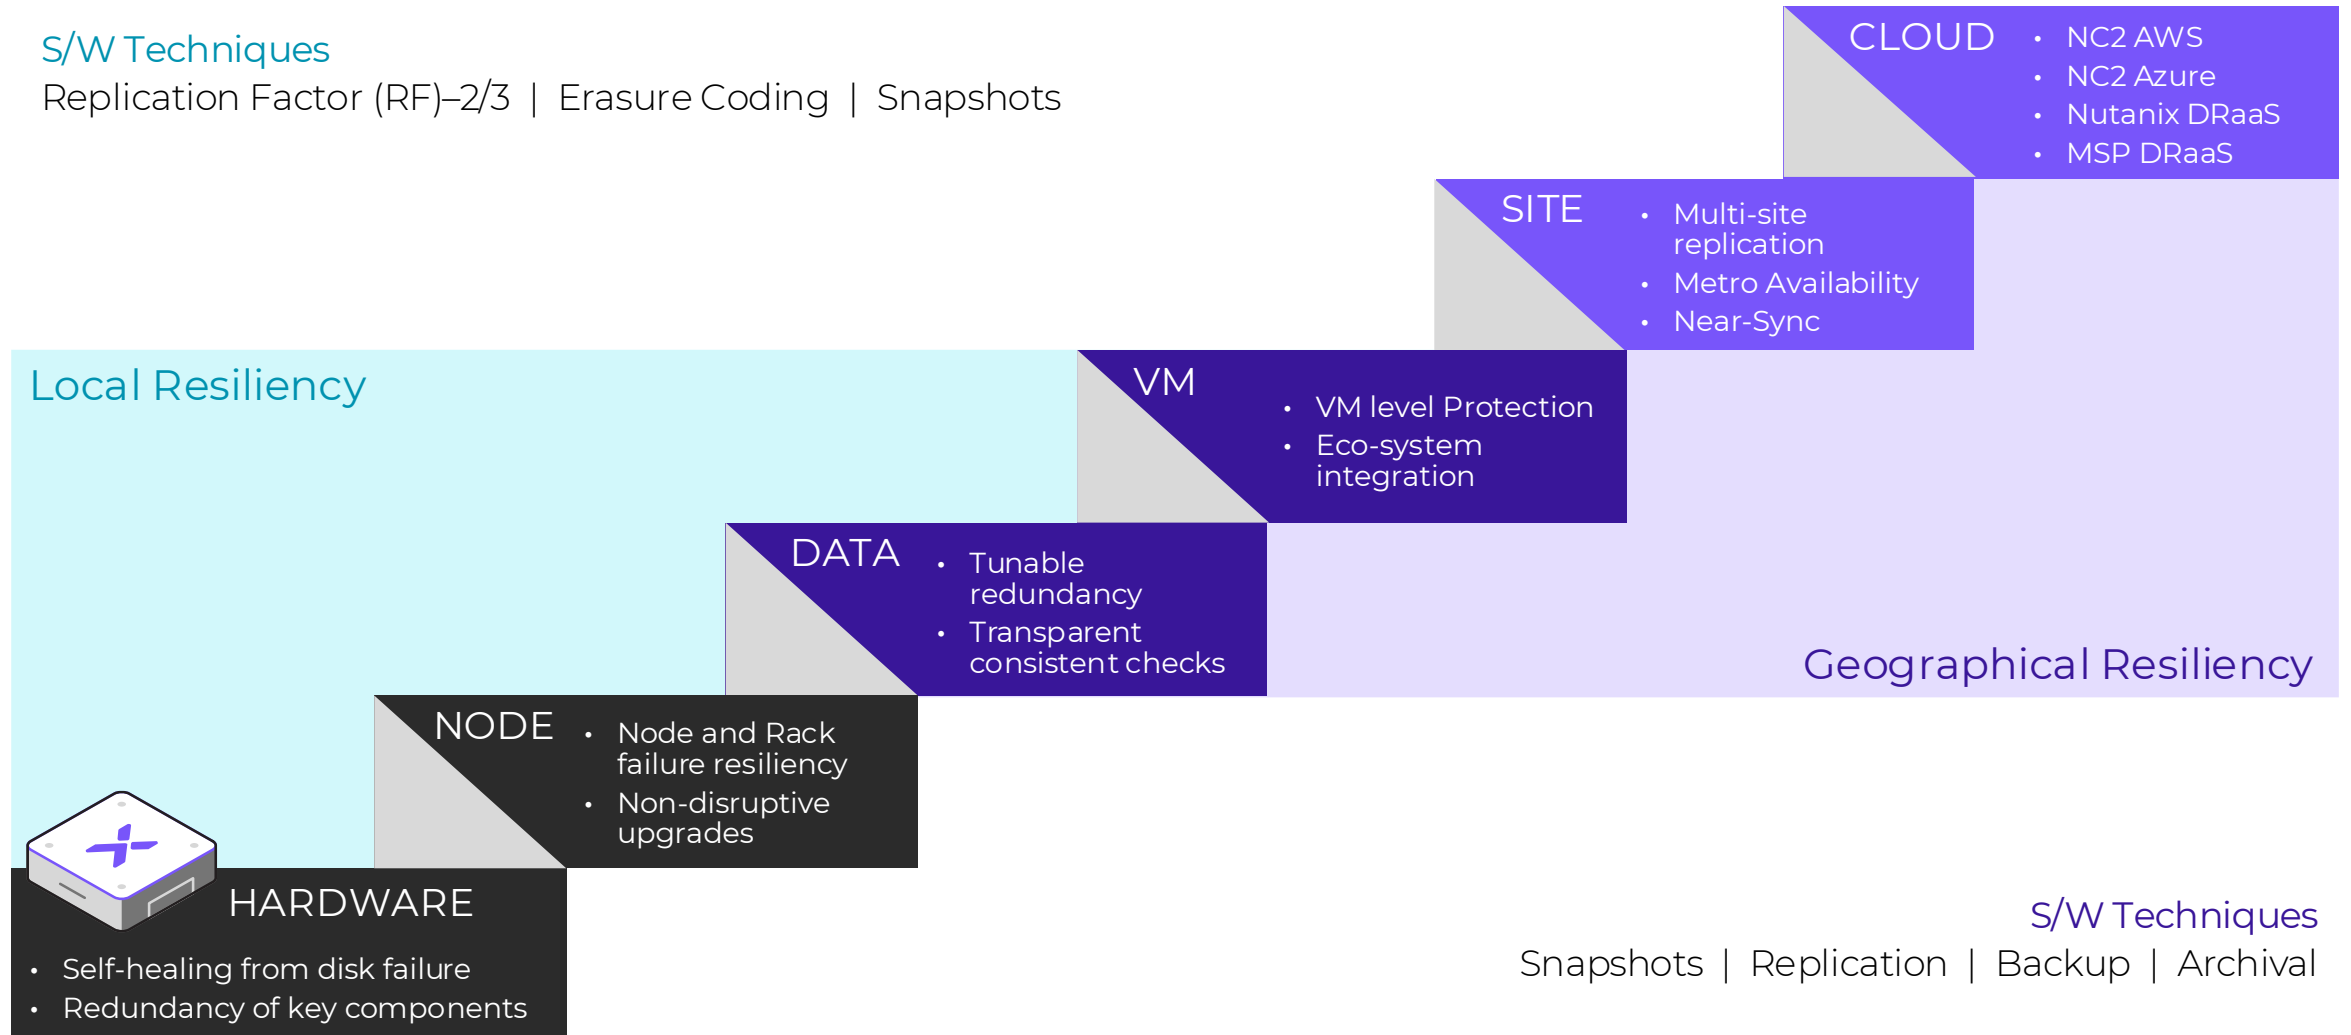 S/W Techniques
Replication Factor (RF)–2/3 | Erasure Coding | Snapshots
CLOUD
• NC2 AWS
• NC2 Azure
• Nutanix DRaaS
• MSP DRaaS
SITE
• Multi-site
replication
• Metro Availability
• Near-Sync
Local Resiliency
VM
• VM level Protection
• Eco-system
integration
DATA
• Tunable
redundancy
• Transparent
consistent checks
Geographical Resiliency
NODE
• Node and Rack
failure resiliency
• Non-disruptive
upgrades
HARDWARE
• Self-healing from disk failure
• Redundancy of key components
S/W Techniques
Snapshots | Replication | Backup | Archival